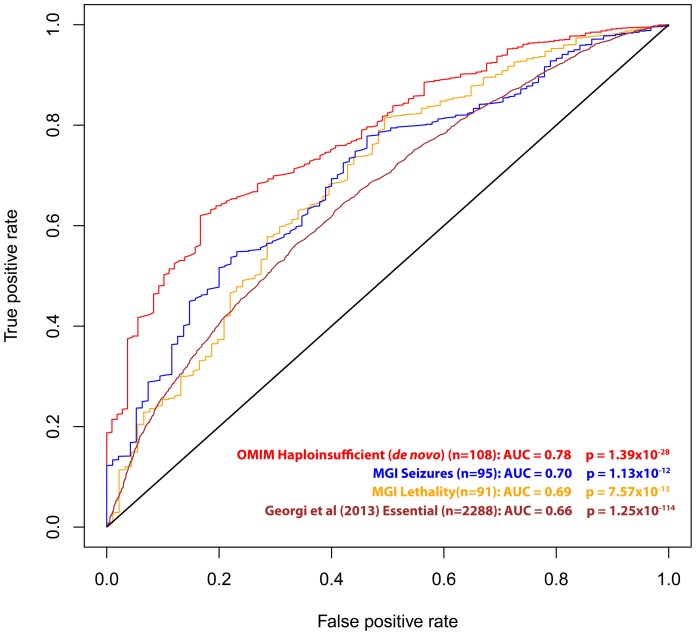 True positive rate
1.0
0.8
0.6
0.4
0.2
0.0
OMIM Haploinsufficient (de novo) (n=108): AUC = 0.78 p = 1.39x10⁻²⁸
MGI Seizures (n=95): AUC = 0.70 p = 1.13x10⁻¹²
MGI Lethality(n=91): AUC = 0.69 p = 7.57x10⁻¹³
Georgi et al (2013) Essential (n=2288): AUC = 0.66 p = 1.25x10⁻¹¹⁴
0.0 0.2 0.4 0.6 0.8 1.0
False positive rate